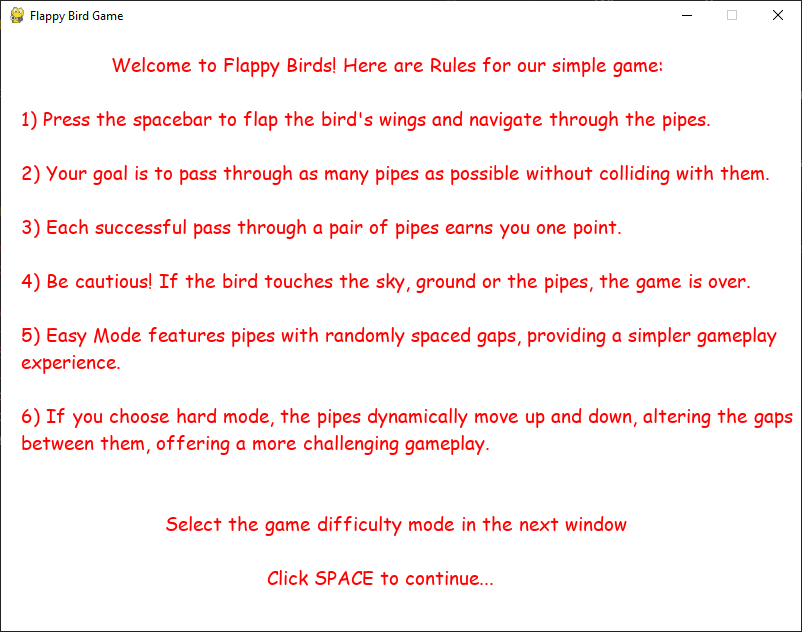 Flappy Bird Game
Welcome to Flappy Birds! Here are Rules for our simple game:
1) Press the spacebar to flap the bird's wings and navigate through the pipes.
2) Your goal is to pass through as many pipes as possible without colliding with them.
3) Each successful pass through a pair of pipes earns you one point.
4) Be cautious! If the bird touches the sky, ground or the pipes, the game is over.
5) Easy Mode features pipes with randomly spaced gaps, providing a simpler gameplay
experience.
6) If you choose hard mode, the pipes dynamically move up and down, altering the gaps
between them, offering a more challenging gameplay.
Select the game difficulty mode in the next window
Click SPACE to continue...